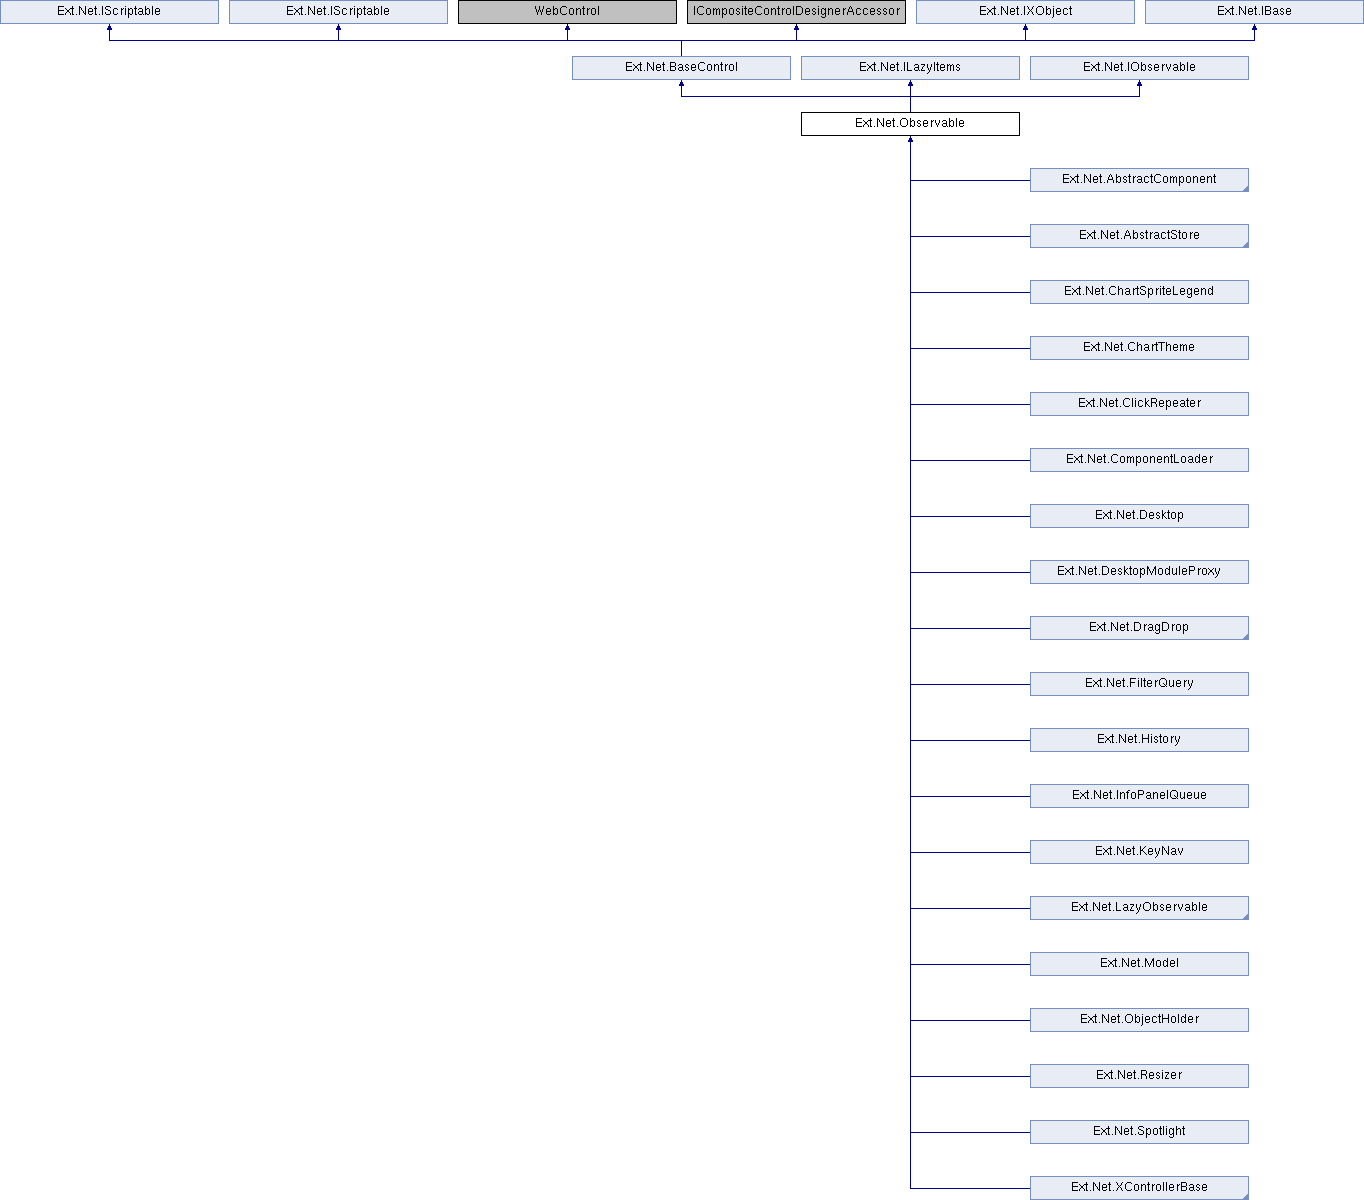 Ext.Net.IScriptable
Ext.Net.IScriptable
WebControl
ICompositeControlDesignerAccessor
Ext.Net.IXObject
Ext.Net.IBase
Ext.Net.BaseControl
Ext.Net.ILazyItems
Ext.Net.IObservable
Ext.Net.Observable
Ext.Net.AbstractComponent
Ext.Net.AbstractStore
Ext.Net.ChartSpriteLegend
Ext.Net.ChartTheme
Ext.Net.ClickRepeater
Ext.Net.ComponentLoader
Ext.Net.Desktop
Ext.Net.DesktopModuleProxy
Ext.Net.DragDrop
Ext.Net.FilterQuery
Ext.Net.History
Ext.Net.InfoPanelQueue
Ext.Net.KeyNav
Ext.Net.LazyObservable
Ext.Net.Model
Ext.Net.ObjectHolder
Ext.Net.Resizer
Ext.Net.Spotlight
Ext.Net.XControllerBase